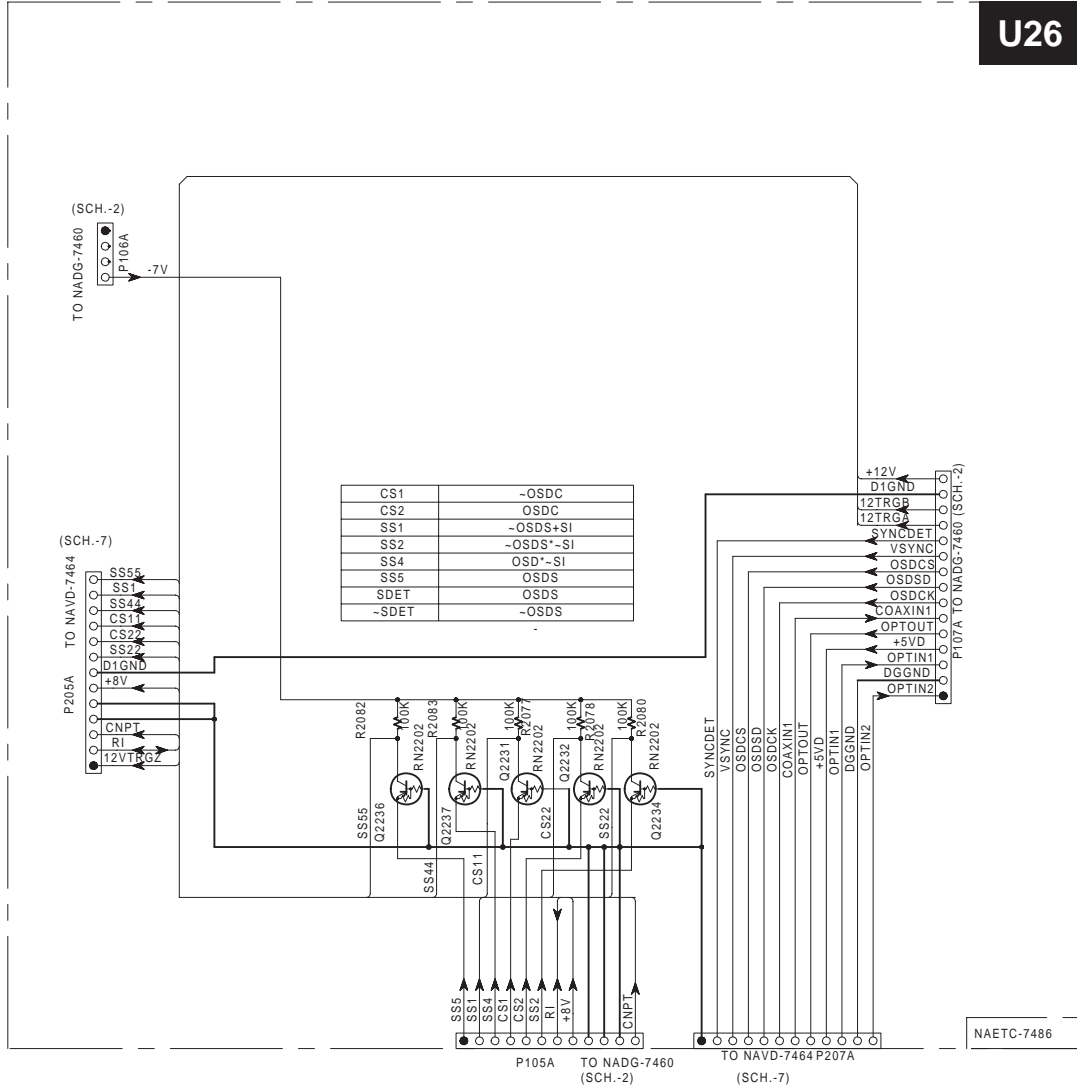 U26
(SCH.-2)
TO NADG-7460
P106A
-7V
CS1 ~OSDC
CS2 OSDC
SS1 ~OSDS+SI
SS2 ~OSDS*~SI
SS4 OSD*~SI
SS5 OSDS
SDET OSDS
~SDET ~OSDS
-
+12V
D1GND
12TRGB
12TRGA
SYNCDET
VSYNC
OSDCS
OSDSD
OSDCK
COAXIN1
OPTOUT
+5VD
OPTIN1
DGGND
OPTIN2
P107A TO NADG-7460 (SCH.-2)
(SCH.-7)
TO NAVD-7464
P205A
SS55
SS1
SS44
CS11
CS22
SS22
D1GND
+8V
CNPT
RI
12VTRGZ
R2082
100K
R2083
100K
R2077
100K
R2078
100K
R2080
100K
RN2202
RN2202
RN2202
RN2202
RN2202
Q2236
Q2237
Q2231
Q2232
Q2234
SS55
SS44
CS11
CS22
SS22
SYNCDET
VSYNC
OSDCS
OSDSD
OSDCK
COAXIN1
OPTOUT
+5VD
OPTIN1
DGGND
OPTIN2
SS5
SS1
SS4
CS1
CS2
SS2
RI
+8V
CNPT
P105A TO NADG-7460
(SCH.-2)
TO NAVD-7464 P207A
(SCH.-7)
NAETC-7486